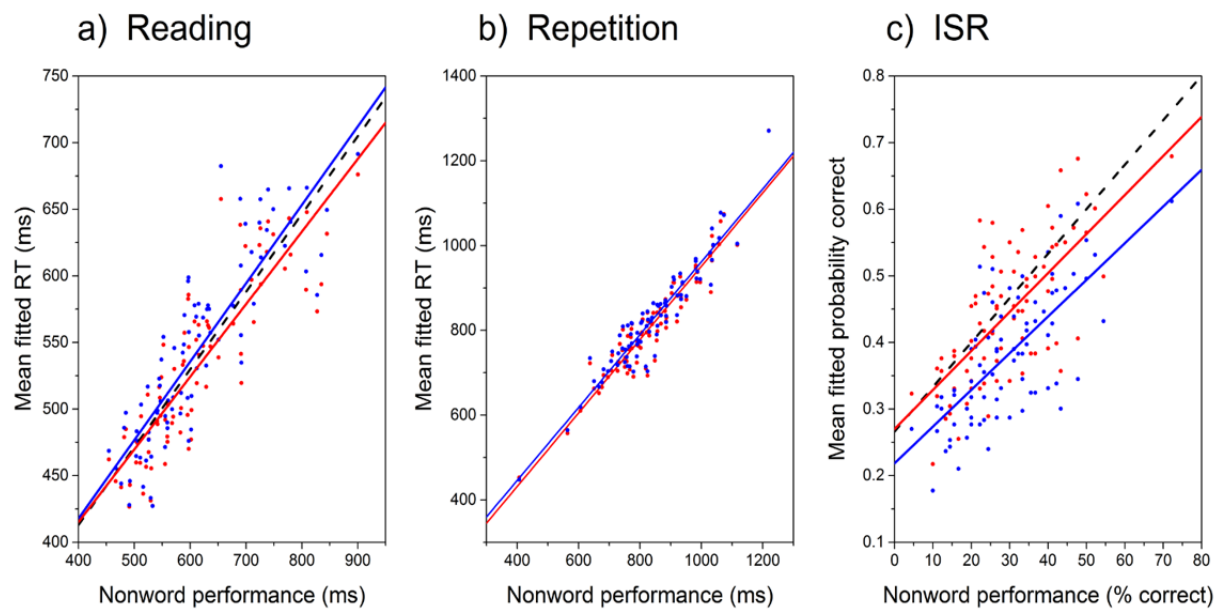 a) Reading
b) Repetition
c) ISR
Mean fitted RT (ms)
750
700
650
600
550
500
450
400
400 500 600 700 800 900
Nonword performance (ms)
Mean fitted RT (ms)
1400
1200
1000
800
600
400
400 600 800 1000 1200
Nonword performance (ms)
Mean fitted probability correct
0.8
0.7
0.6
0.5
0.4
0.3
0.2
0.1
0 10 20 30 40 50 60 70 80
Nonword performance (% correct)